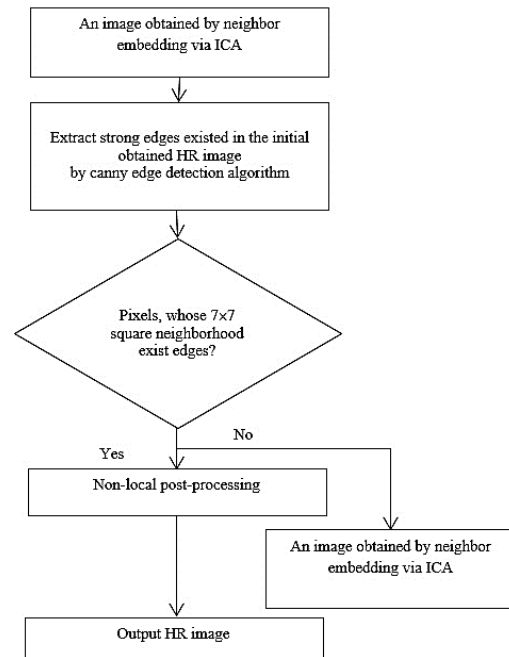 An image obtained by neighbor
embedding via ICA
Extract strong edges existed in the initial
obtained HR image
by canny edge detection algorithm
Pixels, whose 7×7
square neighborhood
exist edges?
No
Yes
Non-local post-processing
An image obtained by neighbor
embedding via ICA
Output HR image